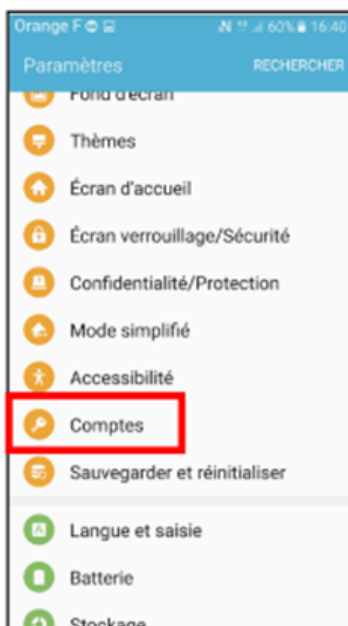 Orange F
60% 16:40
Paramètres RECHERCHER
Fond d'écran
Thèmes
Écran d'accueil
Écran verrouillage/Sécurité
Confidentialité/Protection
Mode simplifié
Accessibilité
Comptes
Sauvegarder et réinitialiser
Langue et saisie
Batterie
Stockage